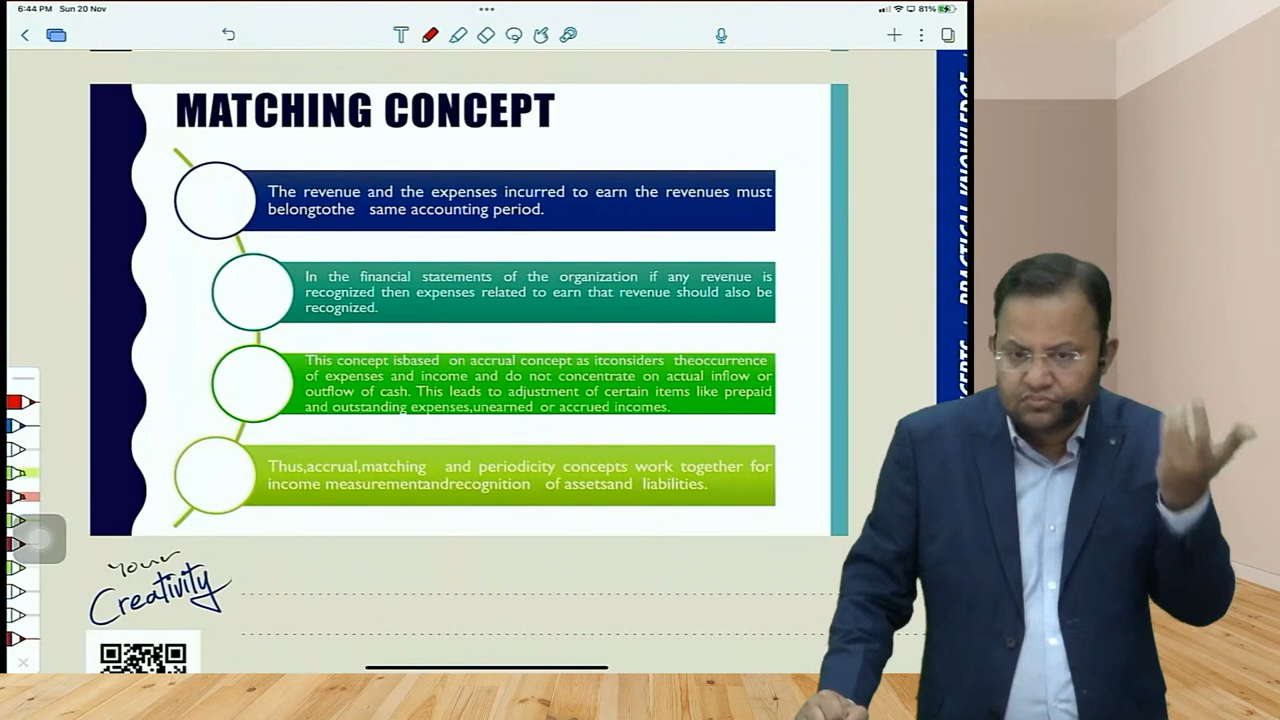 6:44 PM Sun 20 Nov
81%
T
MATCHING CONCEPT
The revenue and the expenses incurred to earn the revenues must
belongtothe same accounting period.
In the financial statements of the organization if any revenue is
recognized then expenses related to earn that revenue should also be
recognized.
This concept isbased on accrual concept as itconsiders theoccurrence
of expenses and income and do not concentrate on actual inflow or
outflow of cash. This leads to adjustment of certain items like prepaid
and outstanding expenses,unearned or accrued incomes.
Thus,accrual,matching and periodicity concepts work together for
income measurementandrecognition of assetsand liabilities.
your
Creativity
PRACTICAL KNOWLEDGE